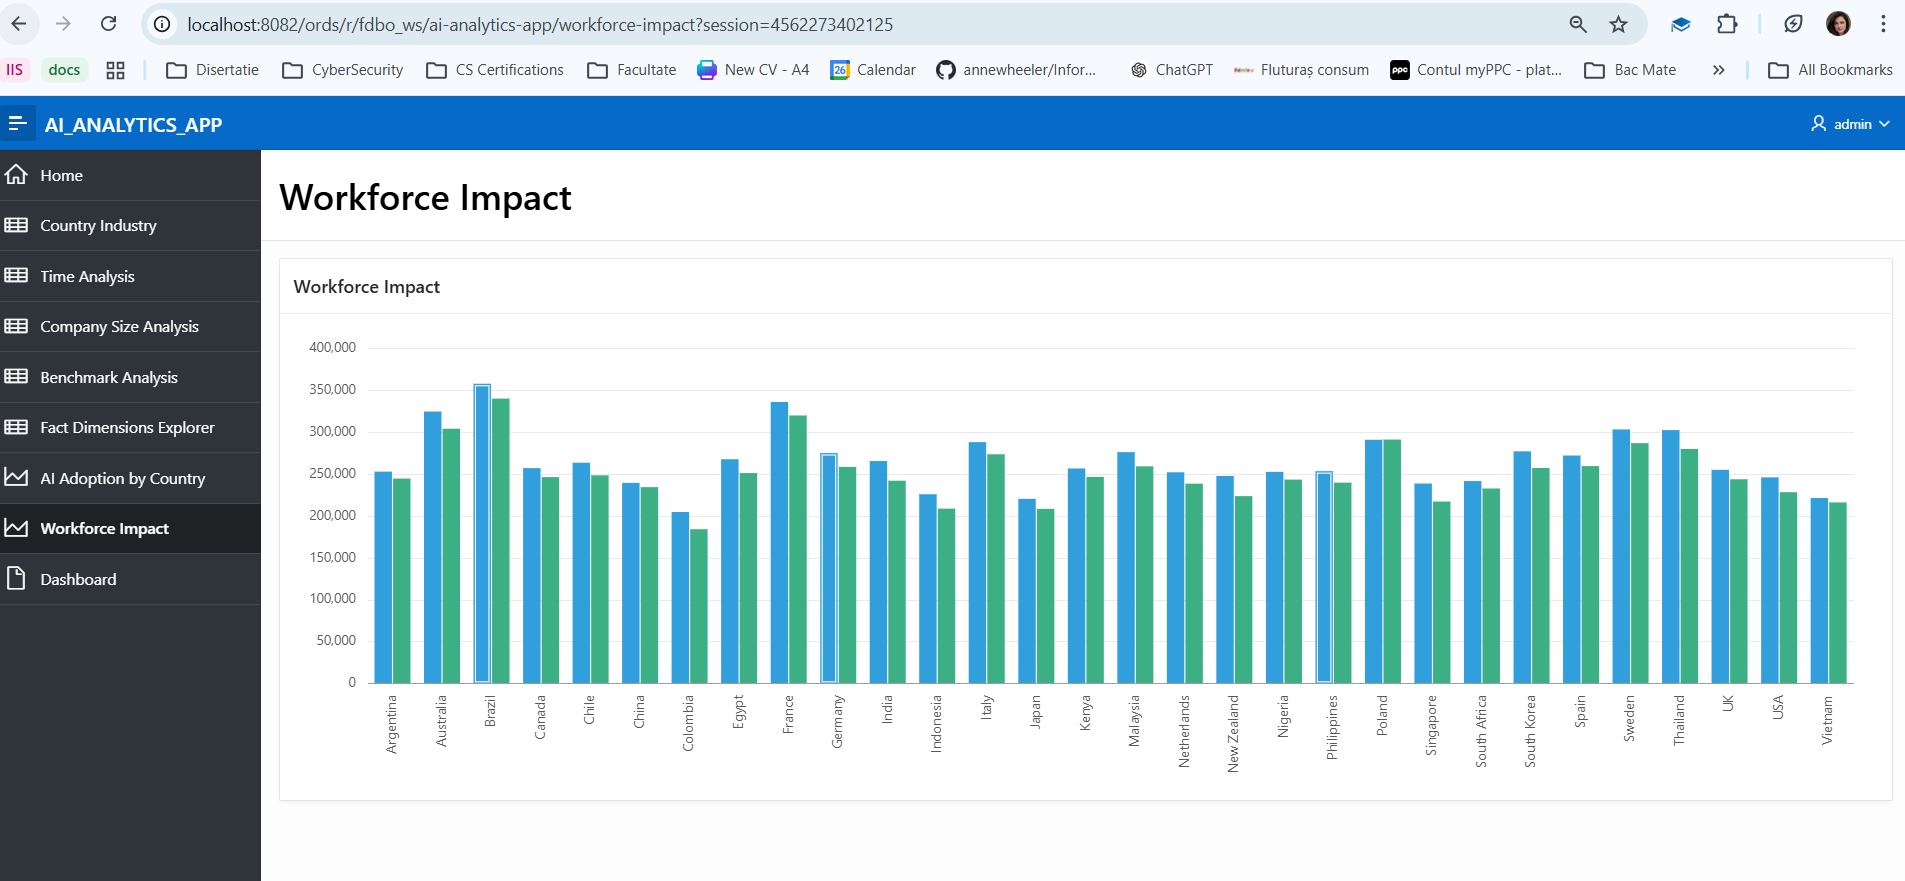 localhost:8082/ords/r/fdbo_ws/ai-analytics-app/workforce-impact?session=4562273402125
IIS docs Disertatie CyberSecurity CS Certifications Facultate New CV - A4 26 Calendar annewheeler/Infor... ChatGPT Fluturaș consum ppc Contul myPPC - plat... Bac Mate » All Bookmarks
AI_ANALYTICS_APP admin
Home
Country Industry
Time Analysis
Company Size Analysis
Benchmark Analysis
Fact Dimensions Explorer
AI Adoption by Country
Workforce Impact
Dashboard
Workforce Impact
Workforce Impact
400,000
350,000
300,000
250,000
200,000
150,000
100,000
50,000
0
Argentina
Australia
Brazil
Canada
Chile
China
Colombia
Egypt
France
Germany
India
Indonesia
Italy
Japan
Kenya
Malaysia
Netherlands
New Zealand
Nigeria
Philippines
Poland
Singapore
South Africa
South Korea
Spain
Sweden
Thailand
UK
USA
Vietnam